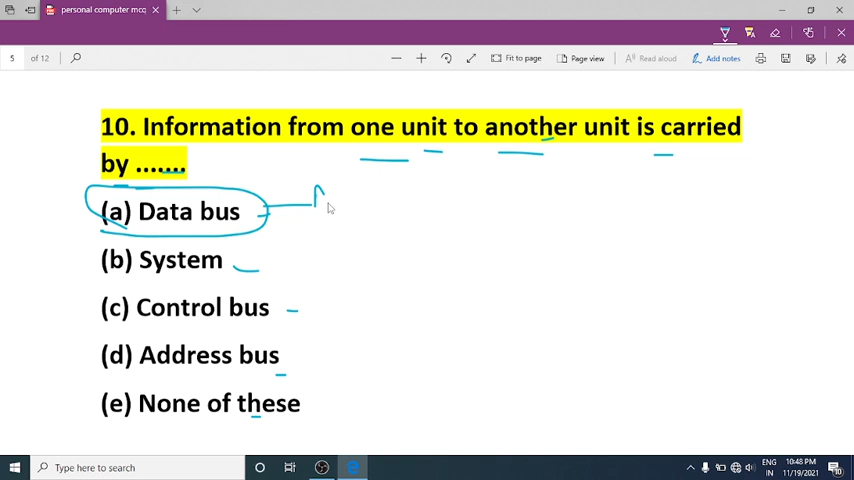 personal computer mcq
5 of 12
Fit to page
Page view
Read aloud
Add notes
10. Information from one unit to another unit is carried
by .......
(a) Data bus
(b) System
(c) Control bus
(d) Address bus
(e) None of these
Type here to search
ENG
IN
10:48 PM
11/19/2021
10